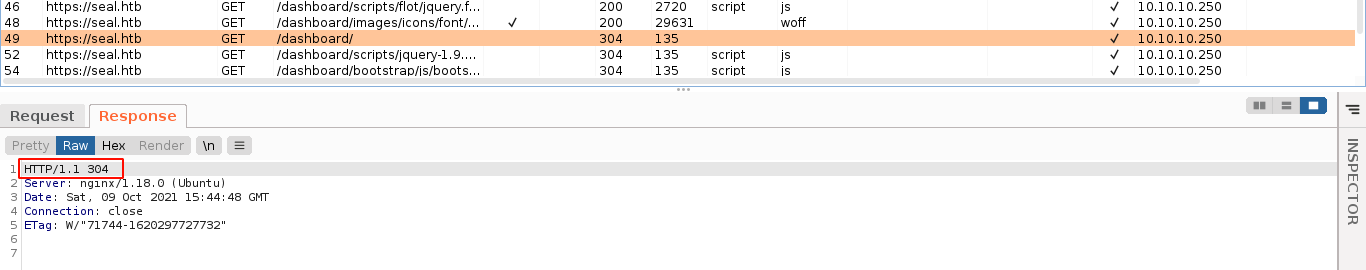 46 https://seal.htb GET /dashboard/scripts/flot/jquery.f... 200 2720 script js ✓ 10.10.10.250
48 https://seal.htb GET /dashboard/images/icons/font/... ✓ 200 29631 woff ✓ 10.10.10.250
49 https://seal.htb GET /dashboard/ 304 135 ✓ 10.10.10.250
52 https://seal.htb GET /dashboard/scripts/jquery-1.9.... 304 135 script js ✓ 10.10.10.250
54 https://seal.htb GET /dashboard/bootstrap/js/boots... 304 135 script js ✓ 10.10.10.250
Request Response
Pretty Raw Hex Render \n
1 HTTP/1.1 304
2 Server: nginx/1.18.0 (Ubuntu)
3 Date: Sat, 09 Oct 2021 15:44:48 GMT
4 Connection: close
5 ETag: W/"71744-1620297727732"
6
7
INSPECTOR